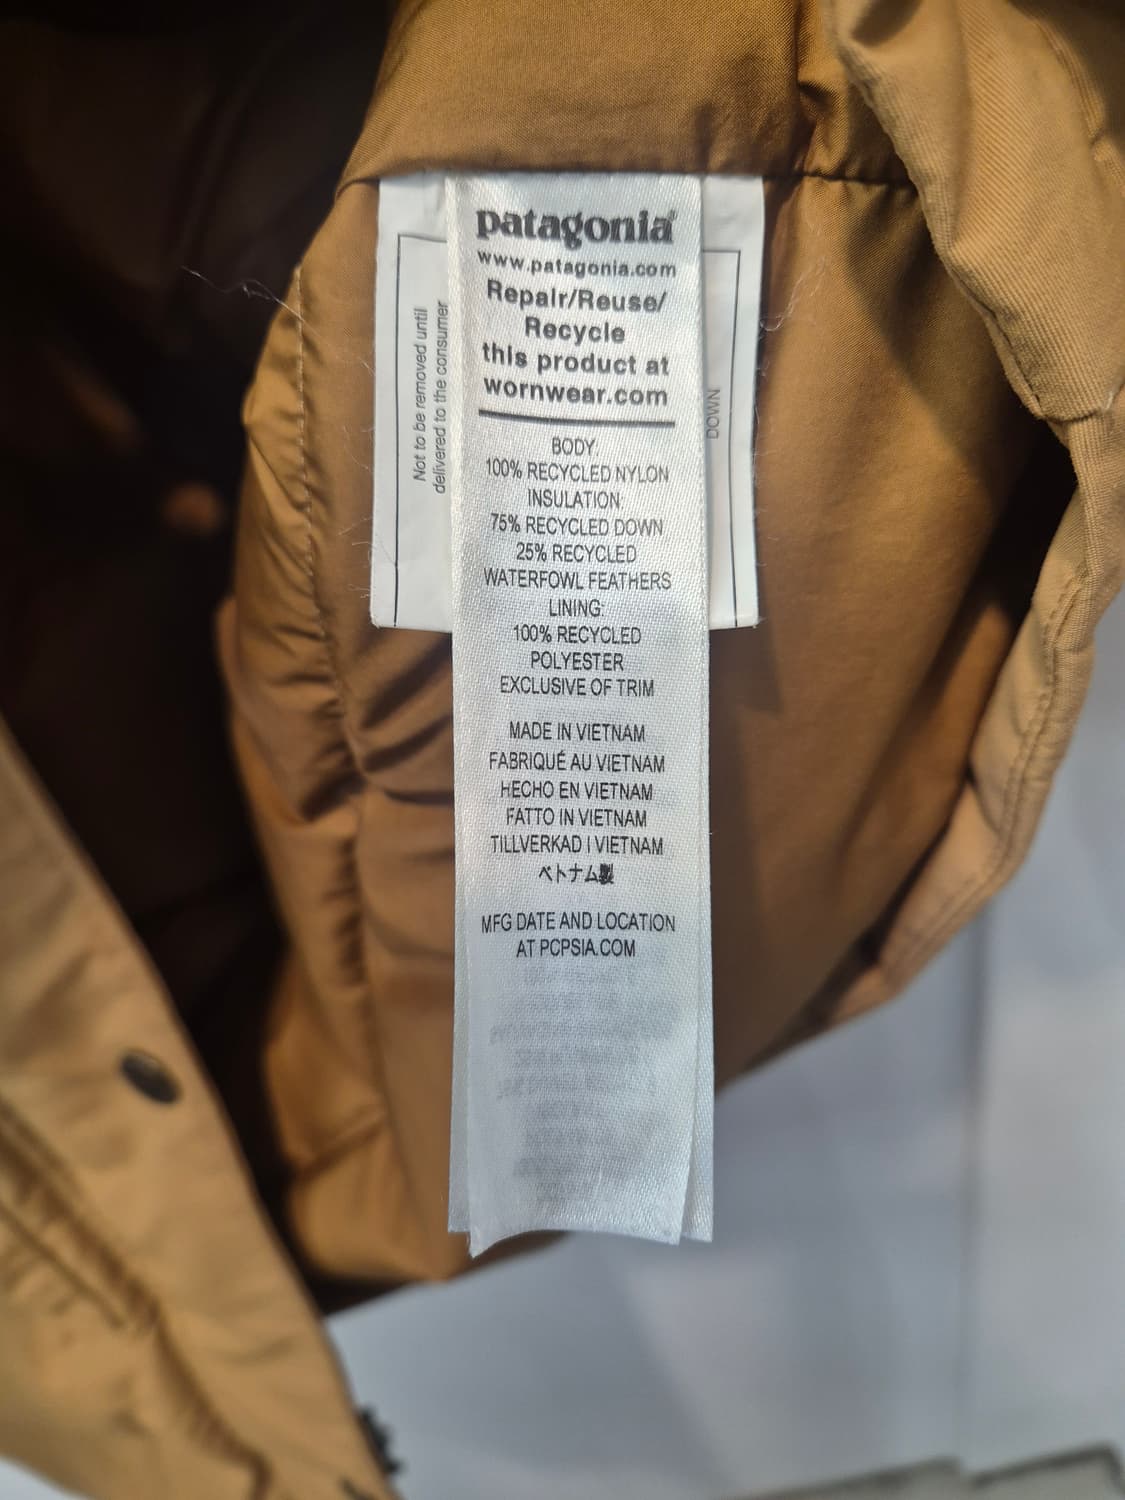 patagonia®
www.patagonia.com
Repair/Reuse/
Recycle
this product at
wornwear.com
BODY:
100% RECYCLED NYLON
INSULATION:
75% RECYCLED DOWN
25% RECYCLED
WATERFOWL FEATHERS
LINING:
100% RECYCLED
POLYESTER
EXCLUSIVE OF TRIM
MADE IN VIETNAM
FABRIQUÉ AU VIETNAM
HECHO EN VIETNAM
FATTO IN VIETNAM
TILLVERKAD I VIETNAM
ベトナム製
MFG DATE AND LOCATION
AT PCPSIA.COM
Not to be removed until
delivered to the consumer
DOWN